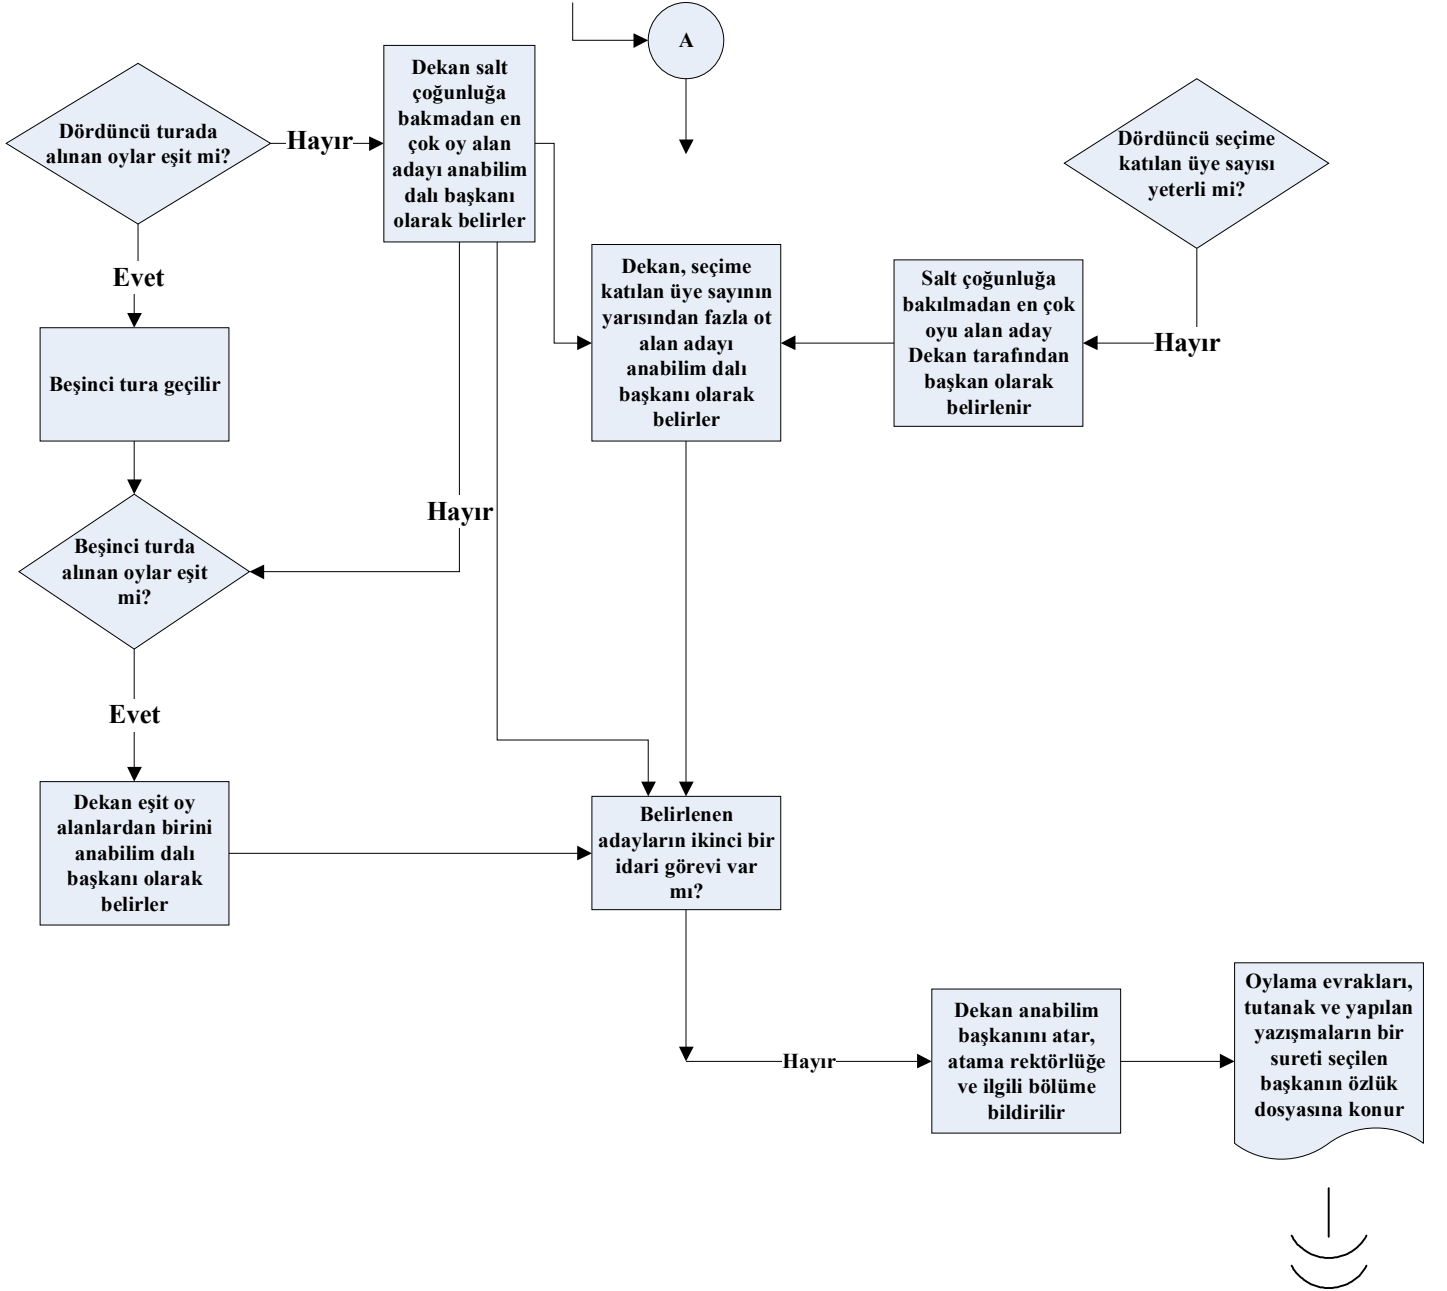 A
Dördüncü turada
alınan oylar eşit mi?
Hayır
Dekan salt
çoğunluğa
bakmadan en
çok oy alan
adayı anabilim
dalı başkanı
olarak belirler
Dördüncü seçime
katılan üye sayısı
yeterli mi?
Evet
Dekan, seçime
katılan üye sayının
yarısından fazla ot
alan adayı
anabilim dalı
başkanı olarak
belirler
Salt çoğunluğa
bakılmadan en çok
oyu alan aday
Dekan tarafından
başkan olarak
belirlenir
Hayır
Beşinci tura geçilir
Hayır
Beşinci turda
alınan oylar eşit
mi?
Evet
Dekan eşit oy
alanlardan birini
anabilim dalı
başkanı olarak
belirler
Belirlenen
adayların ikinci bir
idari görevi var
mı?
Hayır
Dekan anabilim
başkanını atar,
atama rektörlüğe
ve ilgili bölüme
bildirilir
Oylama evrakları,
tutanak ve yapılan
yazışmaların bir
sureti seçilen
başkanın özlük
dosyasına konur